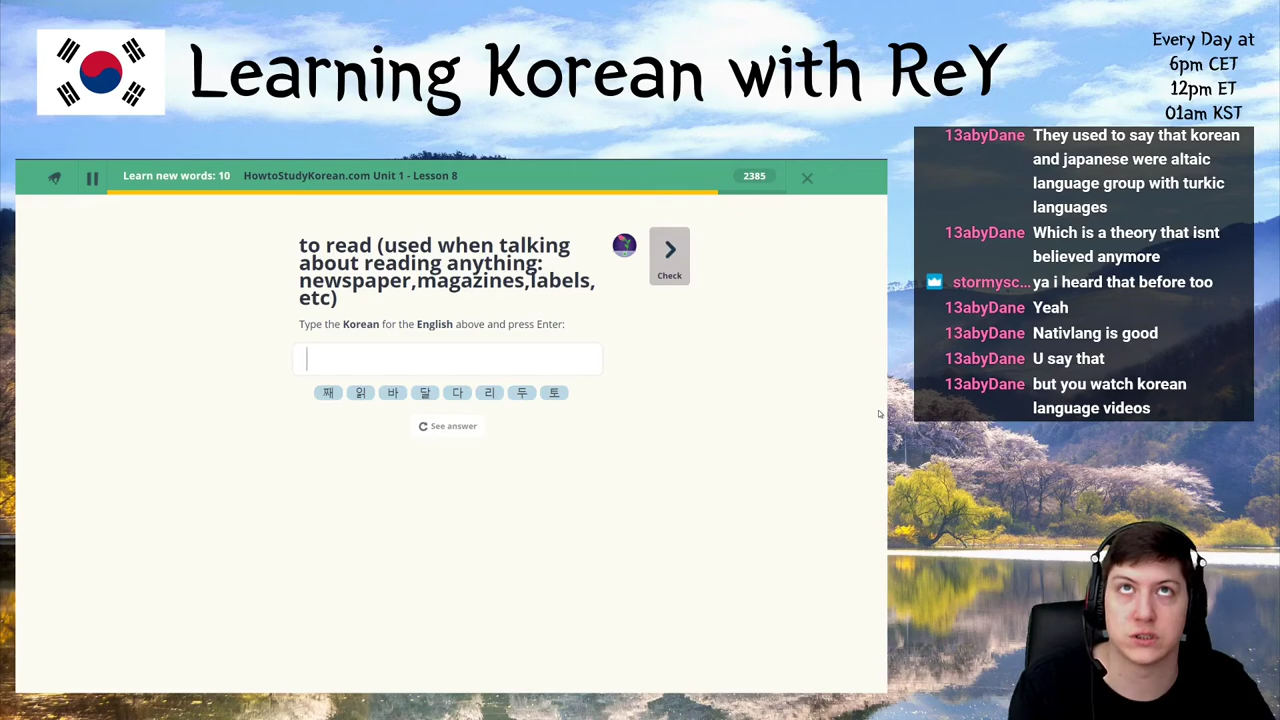 Learning Korean with ReY
Every Day at
6pm CET
12pm ET
01am KST
Learn new words: 10 HowtoStudyKorean.com Unit 1 - Lesson 8
2385
to read (used when talking
about reading anything:
newspaper,magazines,labels,
etc)
Check
Type the Korean for the English above and press Enter:
째 읽 바 달 다 리 두 토
See answer
13abyDane They used to say that korean
and japanese were altaic
language group with turkic
languages
13abyDane Which is a theory that isnt
believed anymore
stormysc... ya i heard that before too
13abyDane Yeah
13abyDane Nativlang is good
13abyDane U say that
13abyDane but you watch korean
language videos